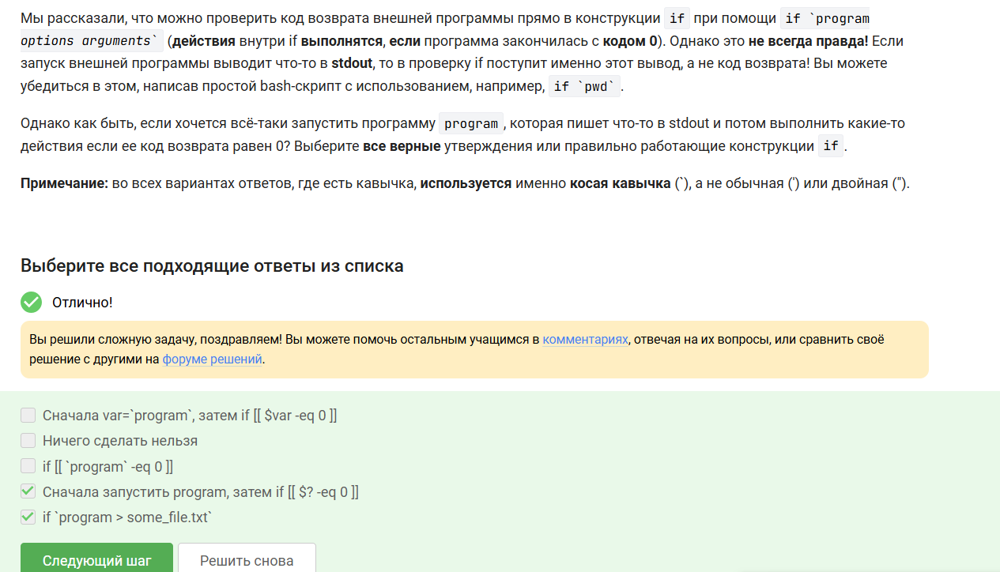 Мы рассказали, что можно проверить код возврата внешней программы прямо в конструкции if при помощи if `program
options arguments` (действия внутри if выполнятся, если программа закончилась с кодом 0). Однако это не всегда правда! Если
запуск внешней программы выводит что-то в stdout, то в проверку if поступит именно этот вывод, а не код возврата! Вы можете
убедиться в этом, написав простой bash-скрипт с использованием, например, if `pwd`.
Однако как быть, если хочется всё-таки запустить программу program, которая пишет что-то в stdout и потом выполнить какие-то
действия если ее код возврата равен 0? Выберите все верные утверждения или правильно работающие конструкции if.
Примечание: во всех вариантах ответов, где есть кавычка, используется именно косая кавычка (`), а не обычная (') или двойная (").
Выберите все подходящие ответы из списка
Отлично!
Вы решили сложную задачу, поздравляем! Вы можете помочь остальным учащимся в комментариях, отвечая на их вопросы, или сравнить своё
решение с другими на форуме решений.
Сначала var=`program`, затем if [[ $var -eq 0 ]]
Ничего сделать нельзя
if [[ `program` -eq 0 ]]
Сначала запустить program, затем if [[ $? -eq 0 ]]
if `program > some_file.txt`
Следующий шаг
Решить снова